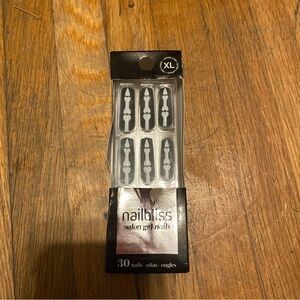 XL
nailbliss
salon gel nails
30 nails · uñas · ongles